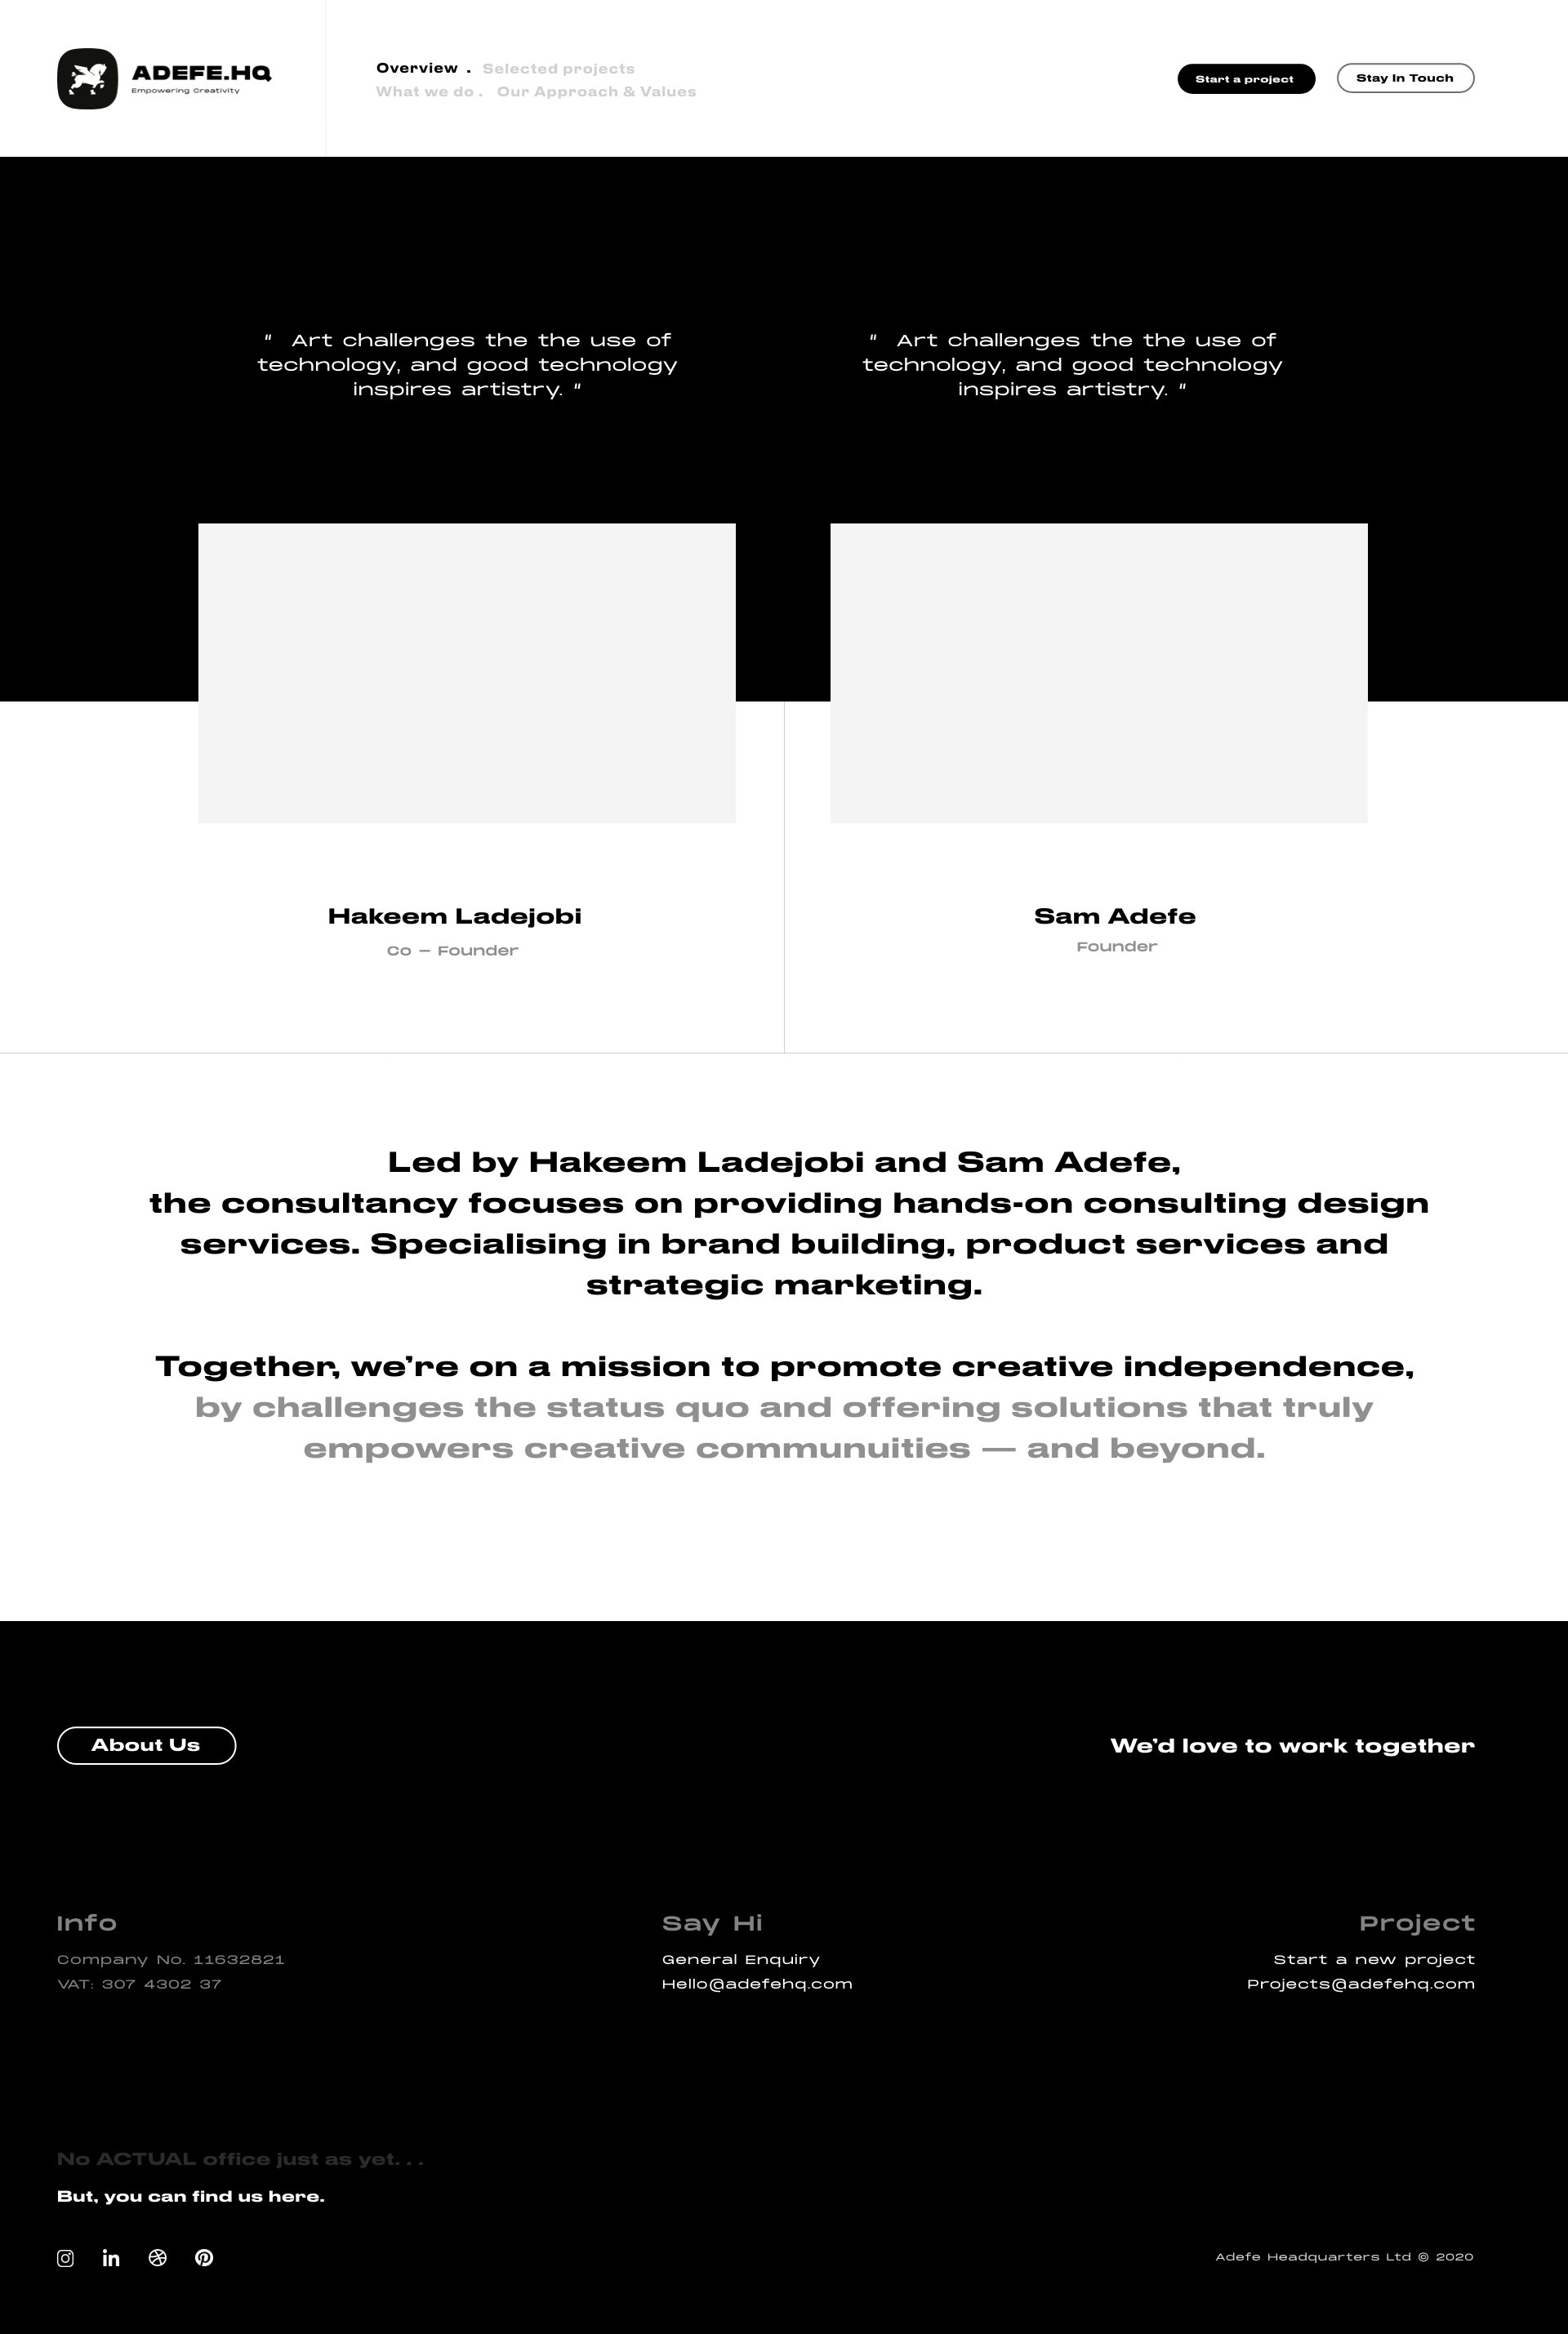 ADEFE.HQ
Empowering Creativity
Overview . Selected projects
What we do . Our Approach & Values
Start a project
Stay In Touch
" Art challenges the the use of
technology, and good technology
inspires artistry. "
" Art challenges the the use of
technology, and good technology
inspires artistry. "
Hakeem Ladejobi
Co – Founder
Sam Adefe
Founder
Led by Hakeem Ladejobi and Sam Adefe,
the consultancy focuses on providing hands-on consulting design
services. Specialising in brand building, product services and
strategic marketing.
Together, we’re on a mission to promote creative independence,
by challenges the status quo and offering solutions that truly
empowers creative communuities — and beyond.
About Us
We’d love to work together
Info
Company No. 11632821
VAT: 307 4302 37
Say Hi
General Enquiry
Hello@adefehq.com
Project
Start a new project
Projects@adefehq.com
No ACTUAL office just as yet. . .
But, you can find us here.
in
Adefe Headquarters Ltd © 2020